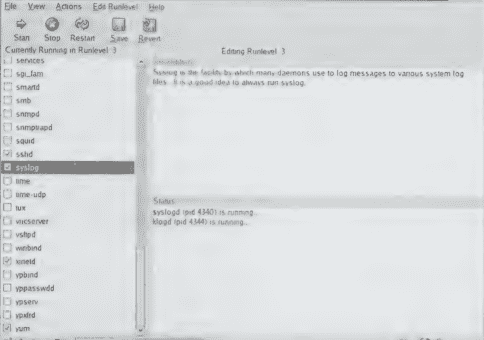 File View Actions Edit Runlevel Help
Start Stop Restart Save Revert
Currently Running in Runlevel: 3 Editing Runlevel: 3
services
sgi_fam
smartd
smb
snmpd
snmptrapd
squid
sshd
syslog
time
time-udp
tux
vncserver
vsftpd
winbind
xinetd
ypbind
yppasswdd
ypserv
ypxfrd
yum
Description
Syslog is the facility by which many daemons use to log messages to various system log
files. It is a good idea to always run syslog.
Status
syslogd (pid 4340) is running...
klogd (pid 4344) is running...